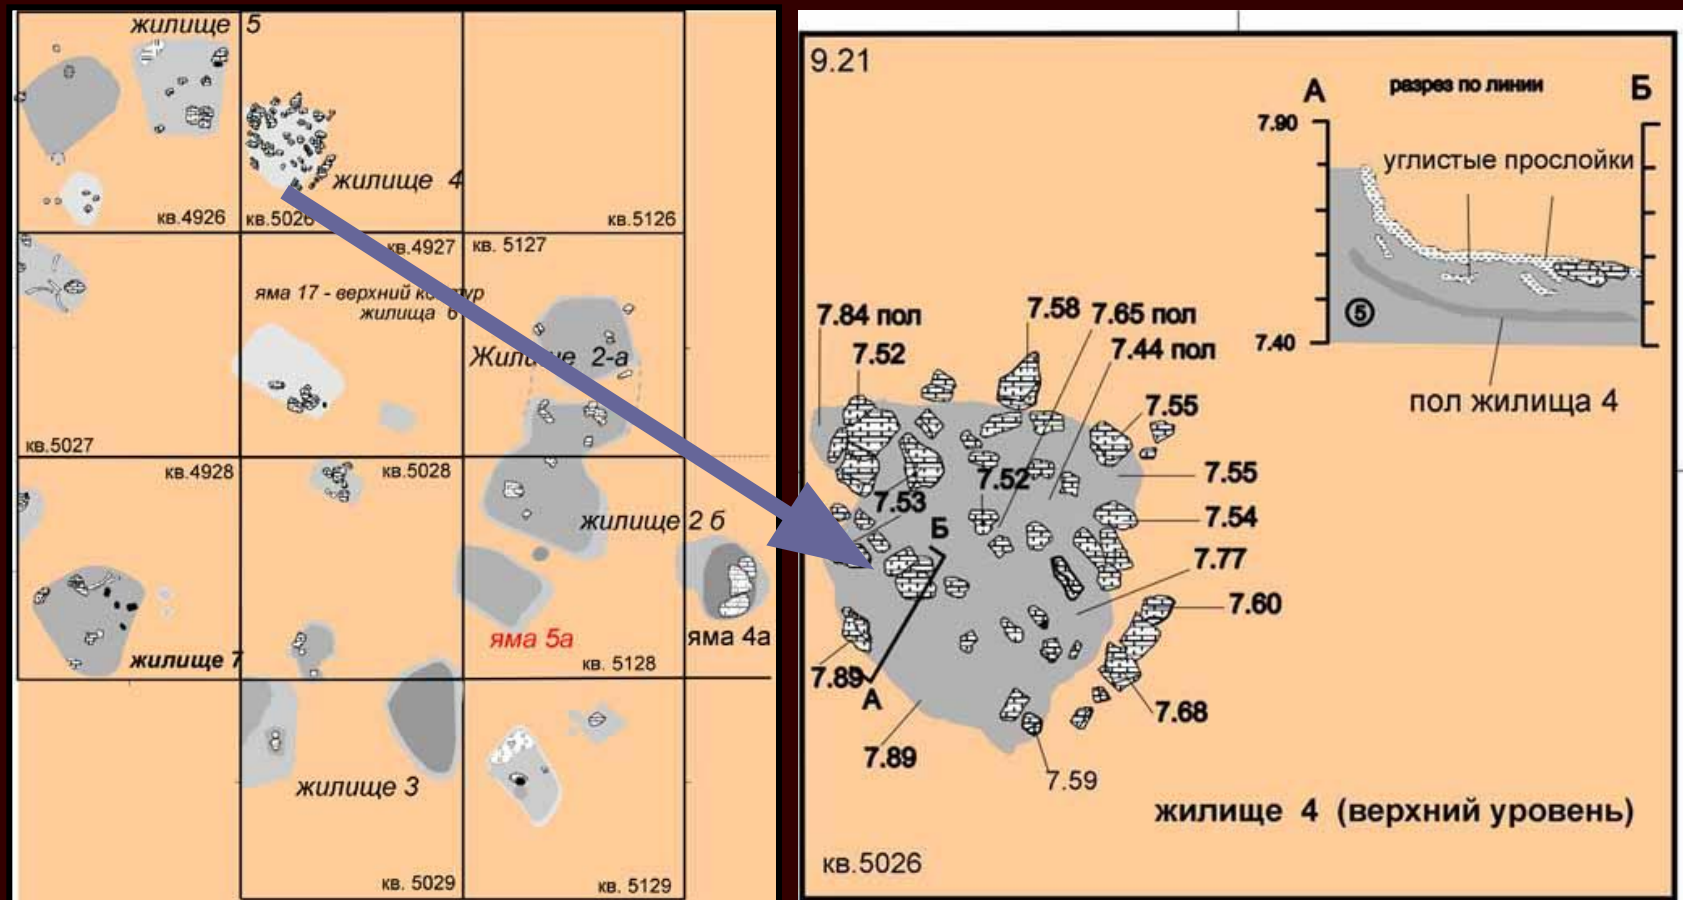 жилище 5
жилище 4
кв.4926
кв.5026
кв.5126
кв.4927
кв. 5127
яма 17 - верхний контур
жилища 6
Жилище 2-а
кв.5027
кв.4928
кв.5028
жилище 2 б
яма 5а
яма 4а
кв. 5128
жилище 7
жилище 3
кв. 5029
кв. 5129
9.21
А
разрез по линии
Б
7.90
углистые прослойки
5
7.40
пол жилища 4
7.84 пол
7.58
7.65 пол
7.52
7.44 пол
7.55
7.52
7.55
7.53
7.54
Б
7.77
7.60
7.89
А
7.68
7.89
7.59
жилище 4 (верхний уровень)
кв.5026